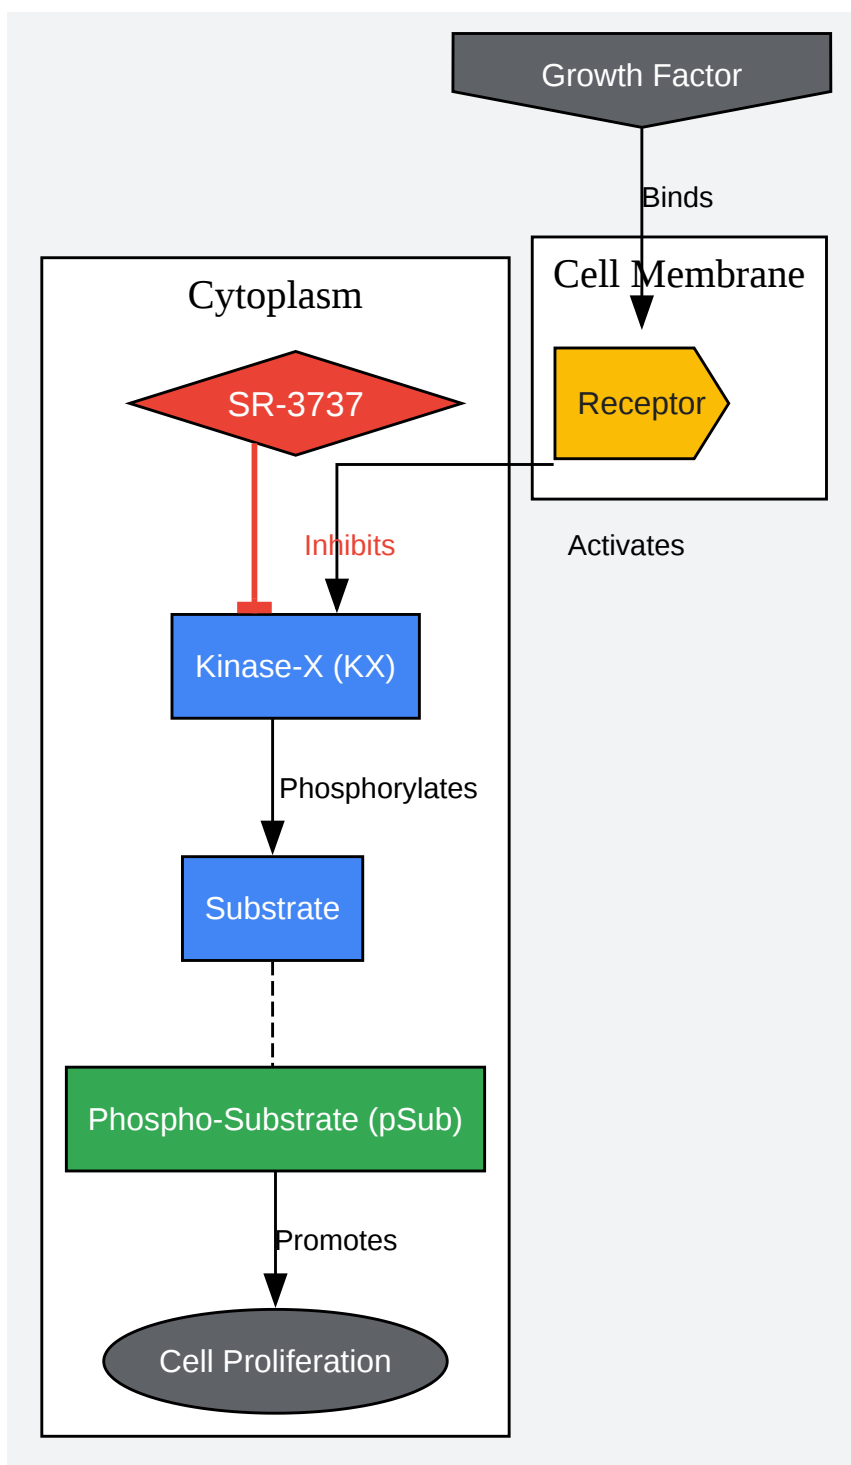 Growth Factor
Binds
Cell Membrane
Cytoplasm
SR-3737
Receptor
Inhibits
Activates
Kinase-X (KX)
Phosphorylates
Substrate
Phospho-Substrate (pSub)
Promotes
Cell Proliferation